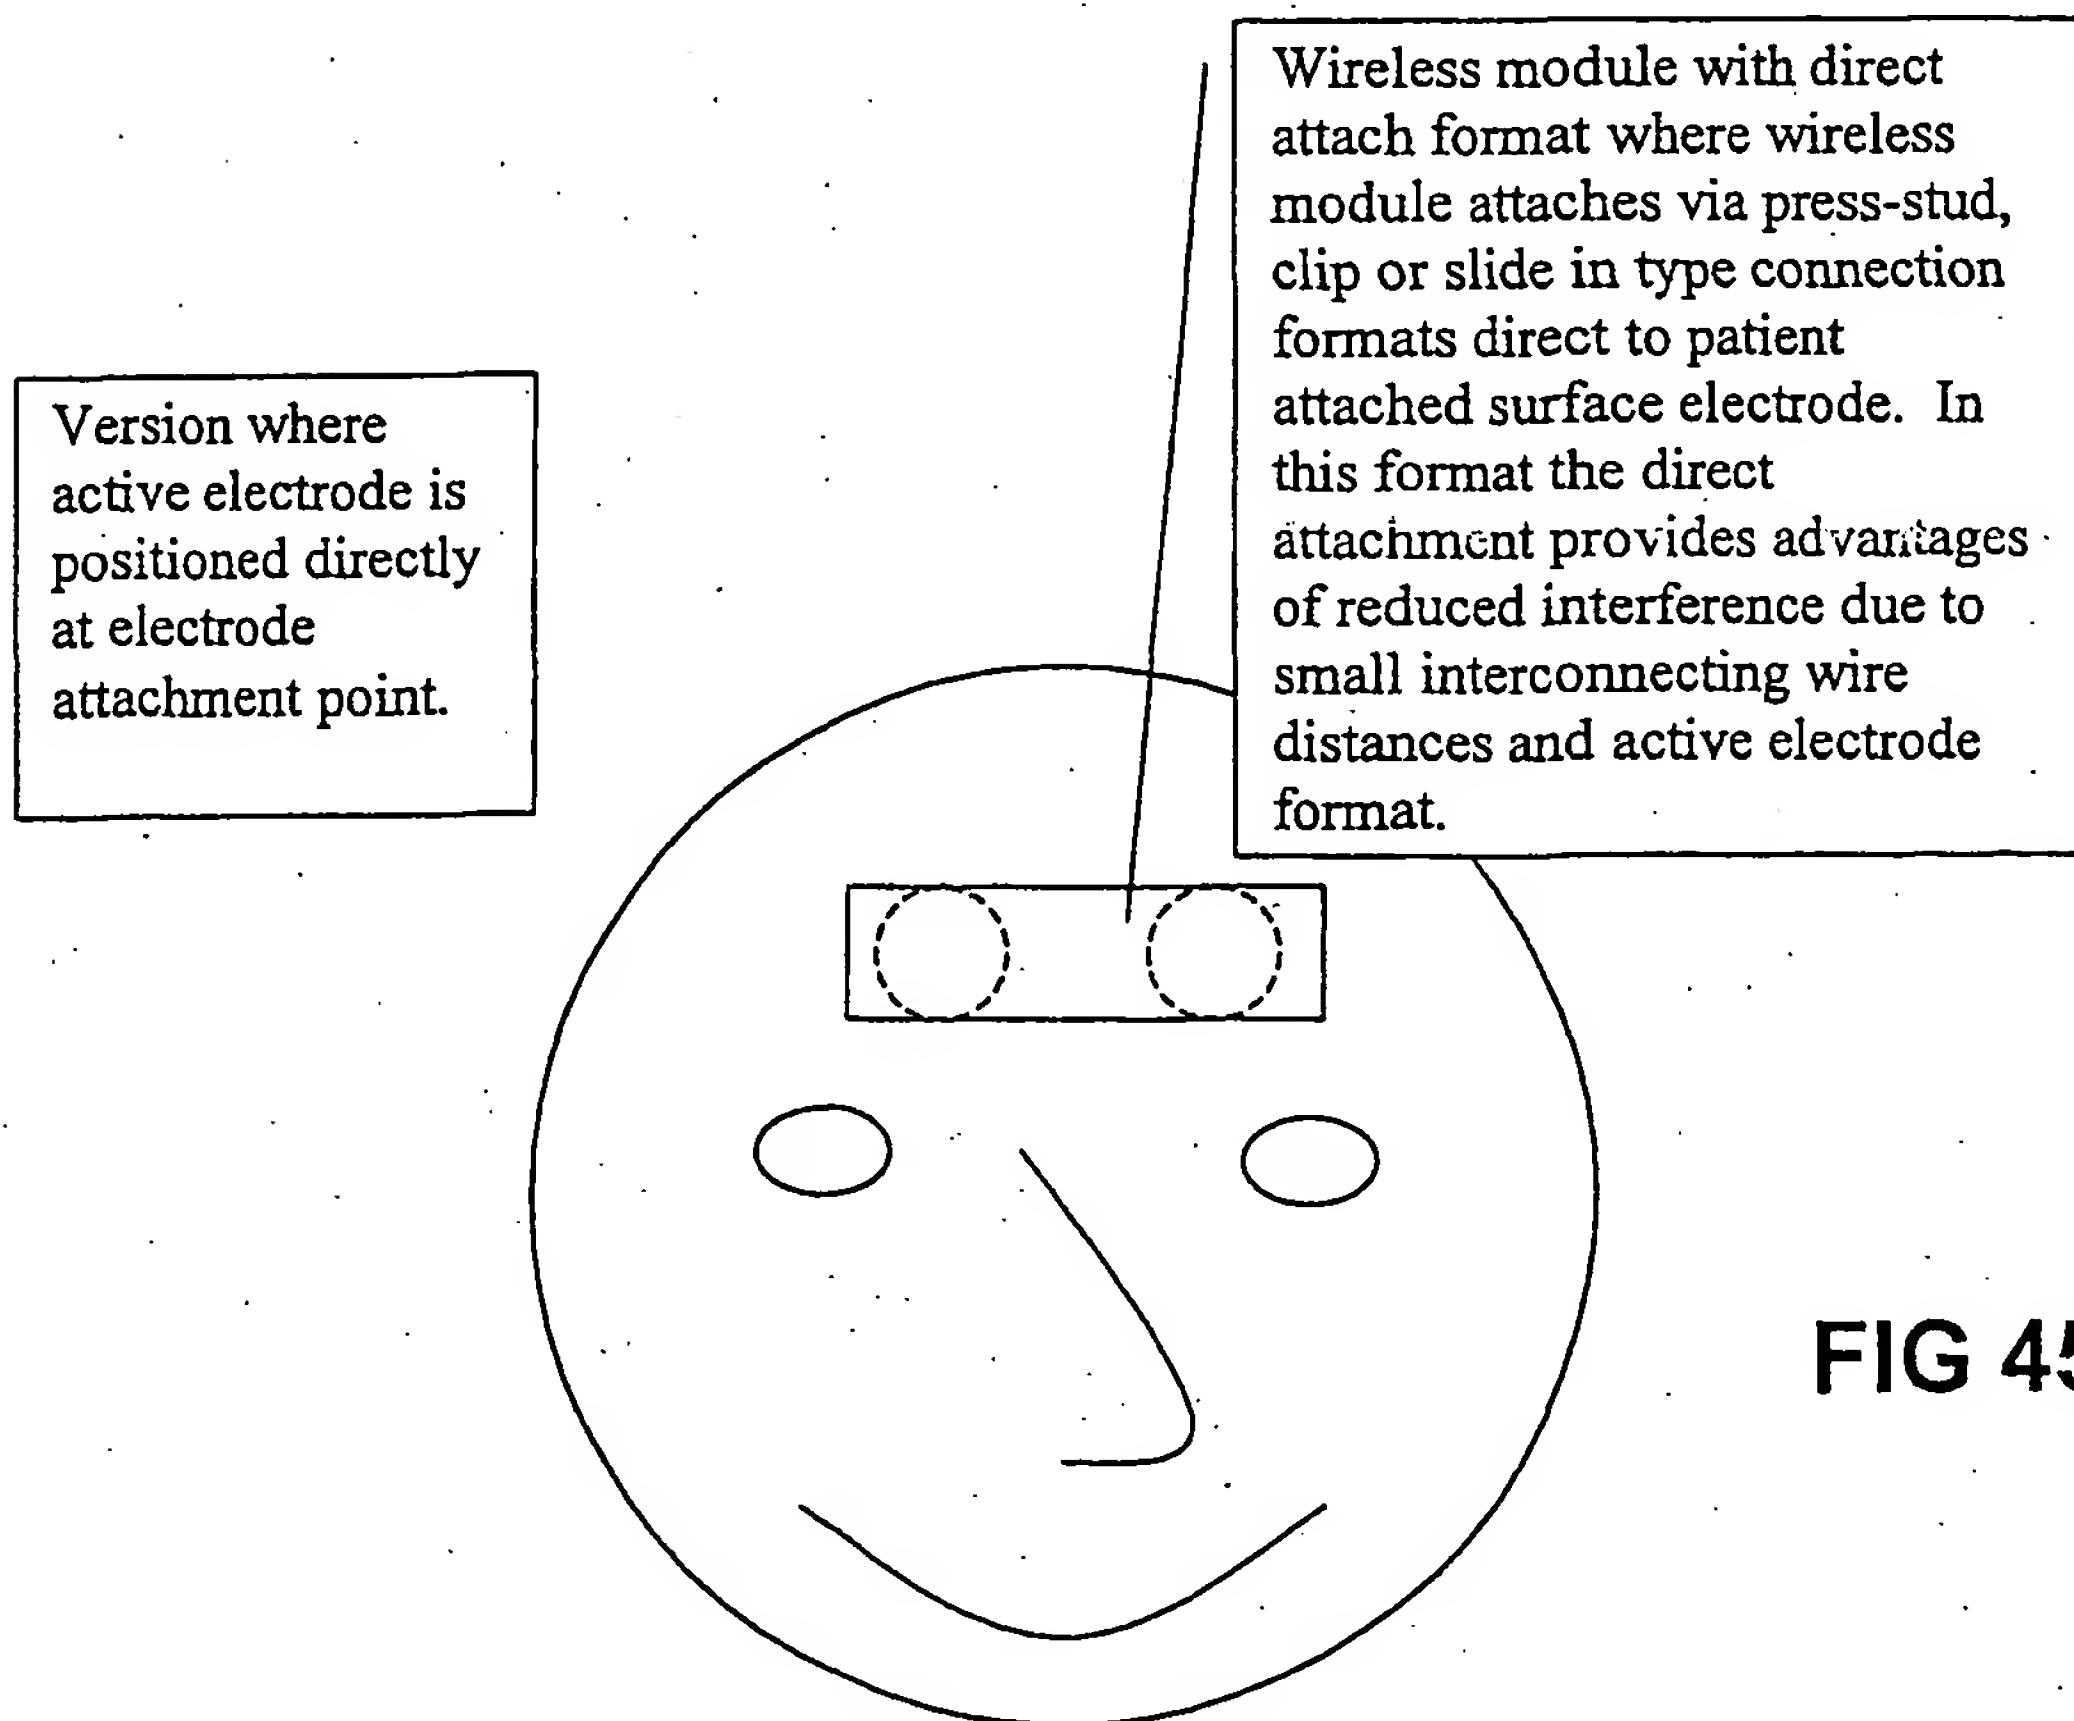 Wireless module with direct
attach format where wireless
module attaches via press-stud,
clip or slide in type connection
formats direct to patient
attached surface electrode. In
this format the direct
attachment provides advantages
of reduced interference due to
small interconnecting wire
distances and active electrode
format.
Version where
active electrode is
positioned directly
at electrode
attachment point.
FIG 45